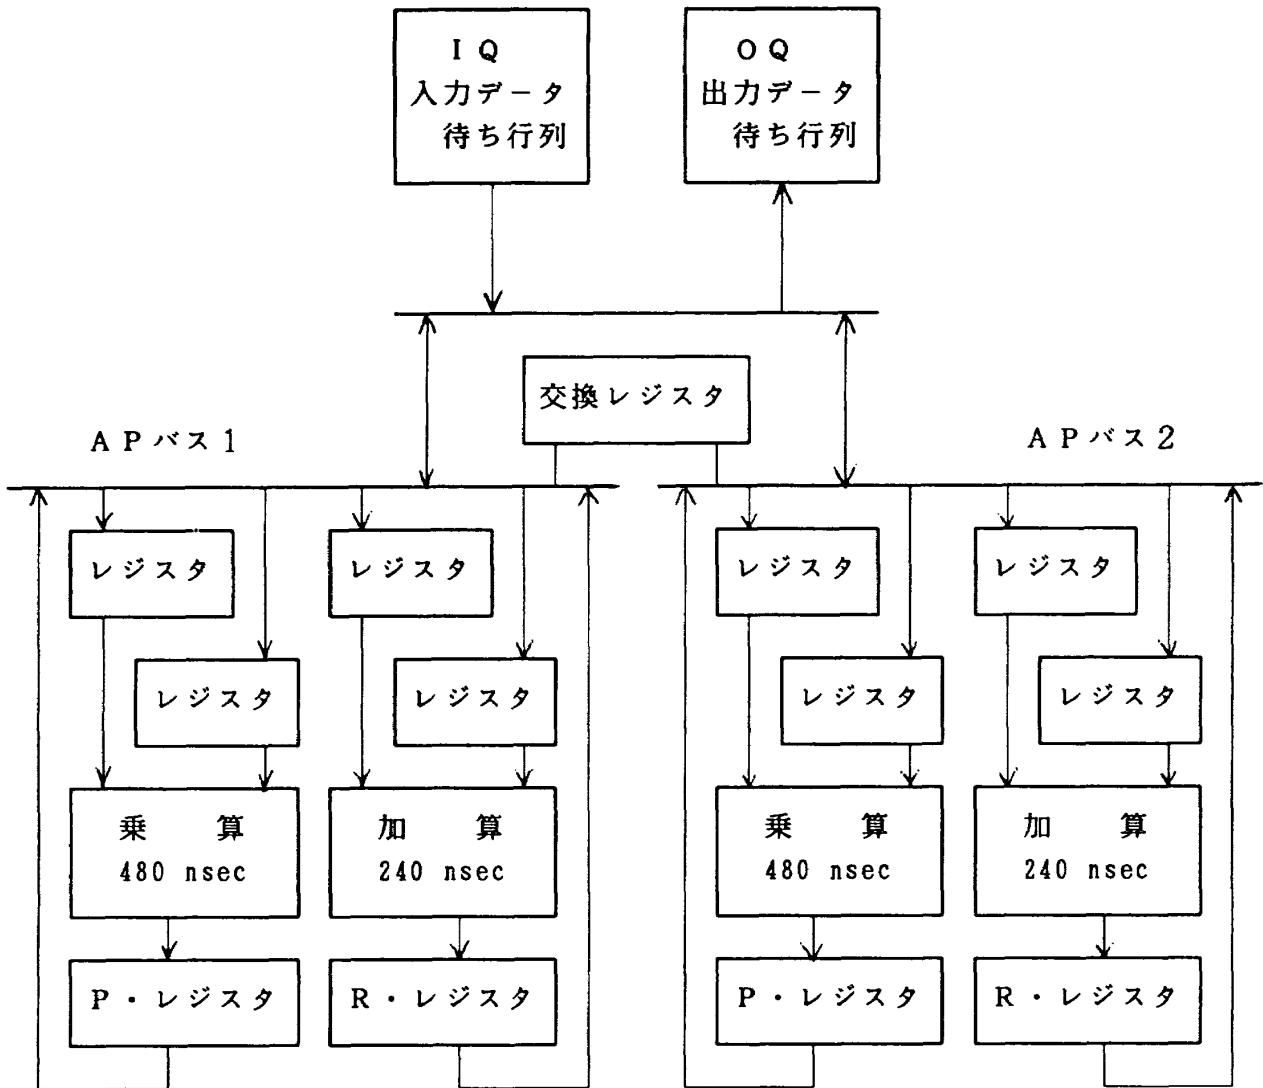 IQ
入力データ
待ち行列
OQ
出力データ
待ち行列
交換レジスタ
APバス1
APバス2
レジスタ
レジスタ
レジスタ
レジスタ
レジスタ
レジスタ
レジスタ
レジスタ
乗算
480 nsec
加算
240 nsec
乗算
480 nsec
加算
240 nsec
P・レジスタ
R・レジスタ
P・レジスタ
R・レジスタ